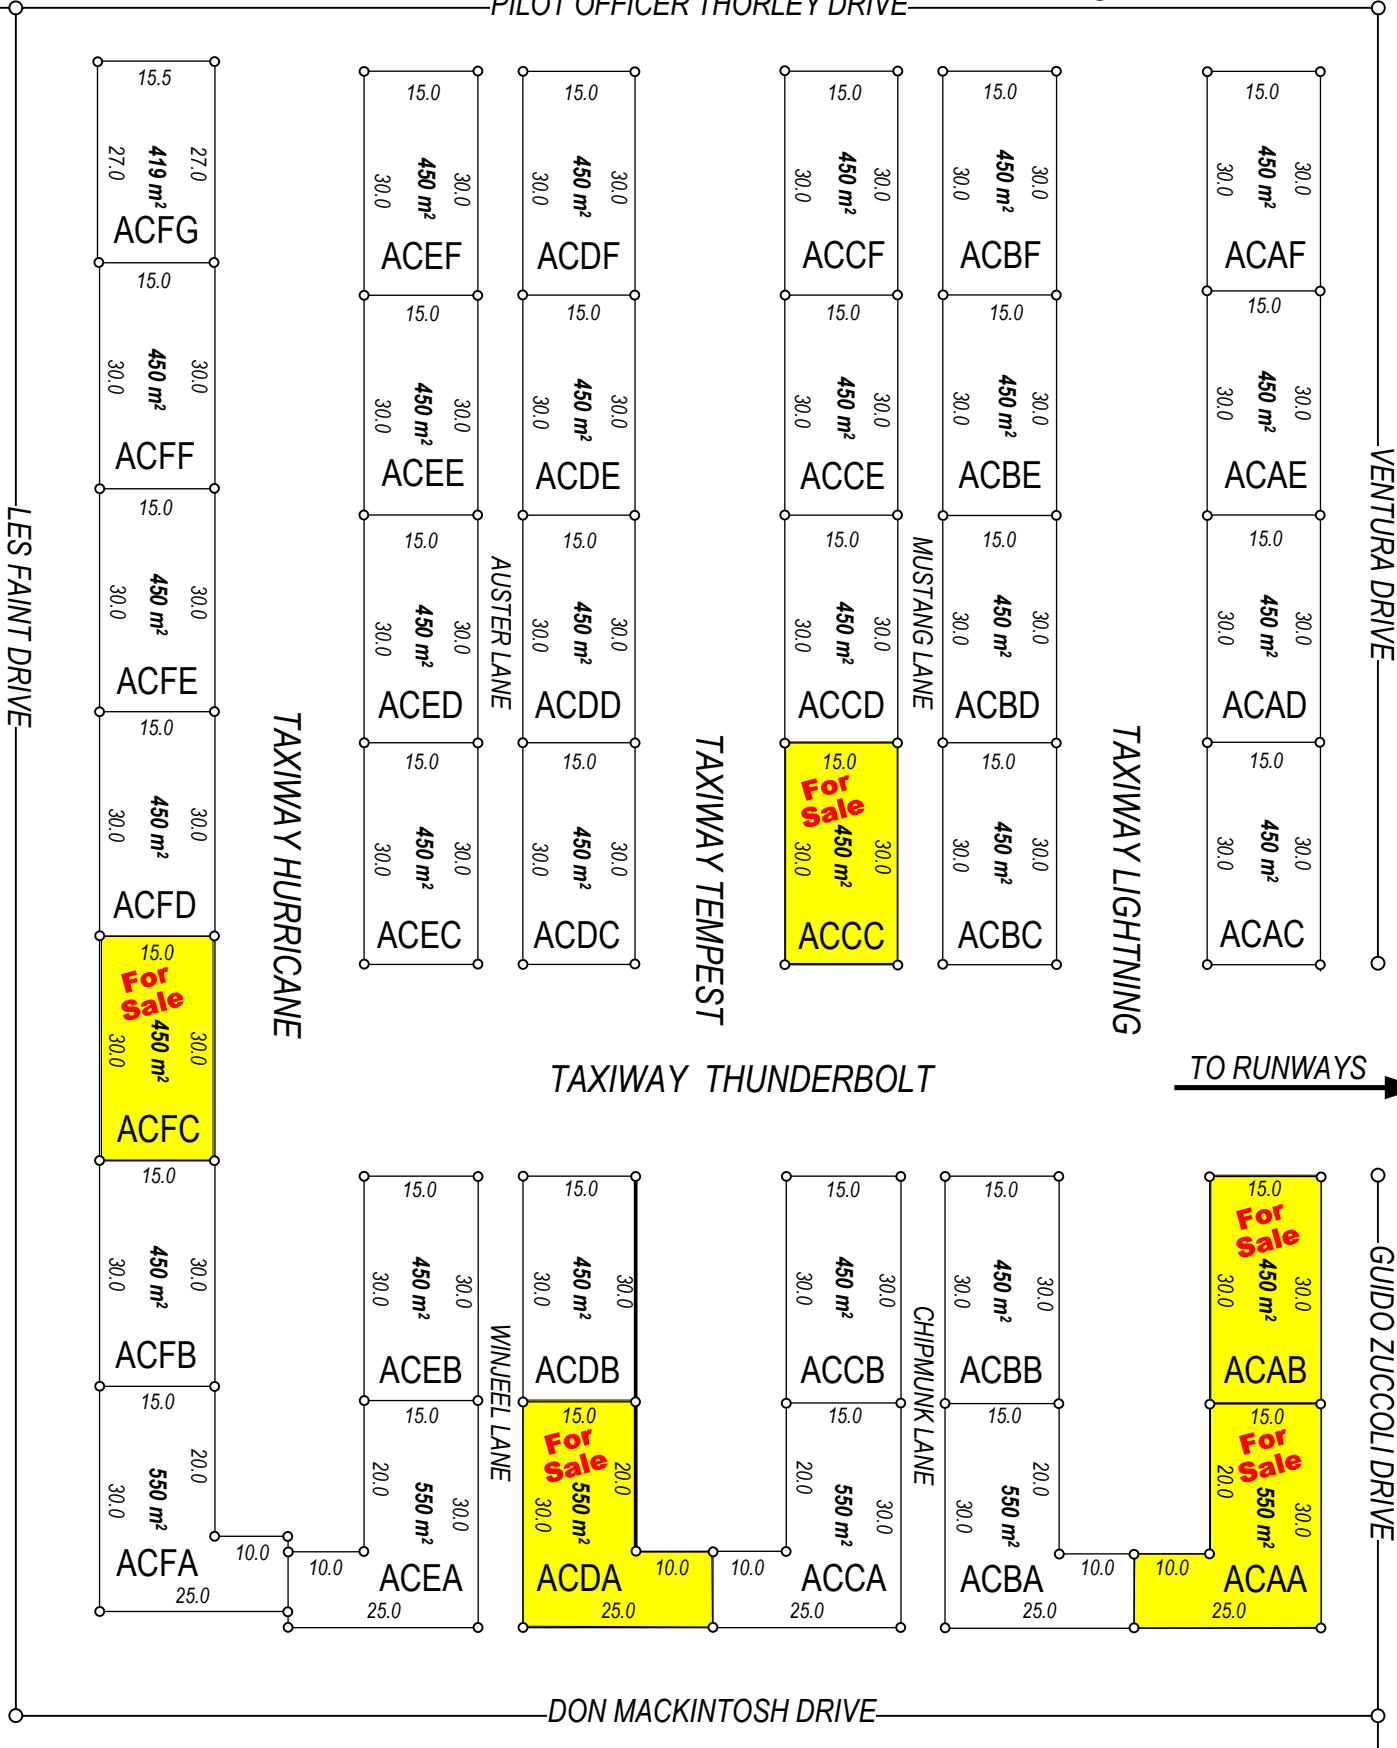 PILOT OFFICER THORLEY DRIVE
LES FAINT DRIVE
15.5
27.0
419 m²
27.0
ACFG
15.0
30.0
450 m²
30.0
ACFF
15.0
30.0
450 m²
30.0
ACFE
15.0
30.0
450 m²
30.0
ACFD
15.0
For
Sale
30.0
450 m²
30.0
ACFC
15.0
30.0
450 m²
30.0
ACFB
15.0
30.0
550 m²
20.0
ACFA
10.0
25.0
TAXIWAY HURRICANE
15.0
30.0
450 m²
30.0
ACEF
15.0
30.0
450 m²
30.0
ACEE
15.0
30.0
450 m²
30.0
ACED
15.0
30.0
450 m²
30.0
ACEC
AUSTER LANE
15.0
30.0
450 m²
30.0
ACDF
15.0
30.0
450 m²
30.0
ACDE
15.0
30.0
450 m²
30.0
ACDD
15.0
30.0
450 m²
30.0
ACDC
TAXIWAY TEMPEST
15.0
30.0
450 m²
30.0
ACCF
15.0
30.0
450 m²
30.0
ACCE
15.0
30.0
450 m²
30.0
ACCD
15.0
For
Sale
30.0
450 m²
30.0
ACCC
MUSTANG LANE
15.0
30.0
450 m²
30.0
ACBF
15.0
30.0
450 m²
30.0
ACBE
15.0
30.0
450 m²
30.0
ACBD
15.0
30.0
450 m²
30.0
ACBC
TAXIWAY LIGHTNING
15.0
30.0
450 m²
30.0
ACAF
15.0
30.0
450 m²
30.0
ACAE
15.0
30.0
450 m²
30.0
ACAD
15.0
30.0
450 m²
30.0
ACAC
VENTURA DRIVE
TAXIWAY THUNDERBOLT
TO RUNWAYS
15.0
30.0
450 m²
30.0
ACEB
15.0
20.0
550 m²
30.0
10.0
ACEA
25.0
WINJEEL LANE
15.0
30.0
450 m²
30.0
ACDB
15.0
For
Sale
30.0
550 m²
20.0
ACDA
10.0
25.0
15.0
30.0
450 m²
30.0
ACCB
15.0
20.0
550 m²
30.0
10.0
ACCA
25.0
CHIPMUNK LANE
15.0
30.0
450 m²
30.0
ACBB
15.0
30.0
550 m²
20.0
ACBA
10.0
25.0
15.0
For
Sale
30.0
450 m²
30.0
ACAB
15.0
For
Sale
20.0
550 m²
30.0
10.0
ACAA
25.0
GUIDO ZUCCOLI DRIVE
DON MACKINTOSH DRIVE